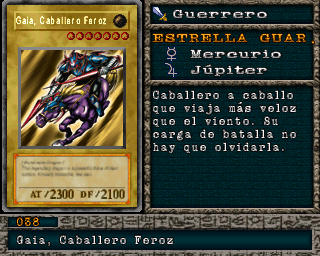 Gaia, Caballero Feroz
AT/2300 DF/2100
Guerrero
ESTRELLA GUAR.
Mercurio
Júpiter
Caballero a caballo
que viaja más veloz
que el viento. Su
carga de batalla no
hay que olvidarla.
038
Gaia, Caballero Feroz